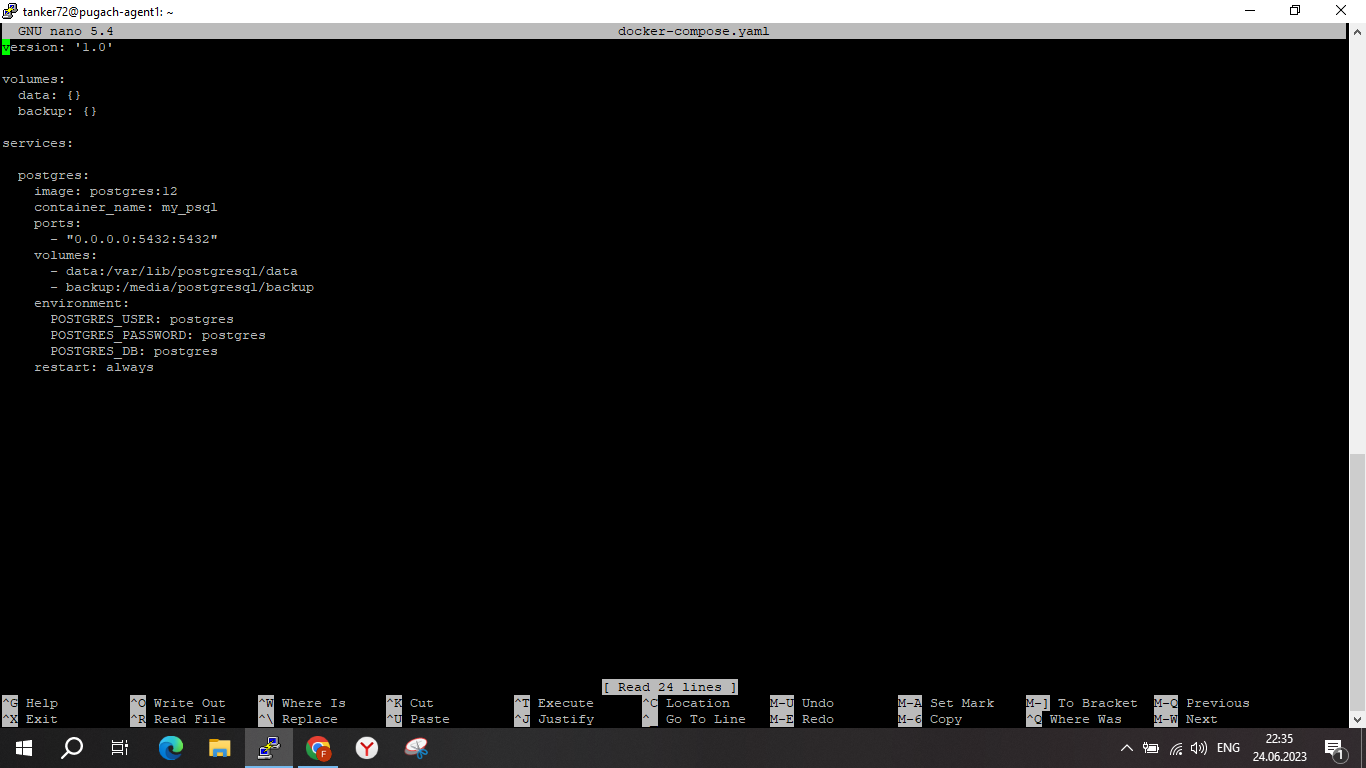 tanker72@pugach-agent1: ~
GNU nano 5.4 docker-compose.yaml
version: '1.0'
volumes:
data: {}
backup: {}
services:
postgres:
image: postgres:12
container_name: my_psql
ports:
- "0.0.0.0:5432:5432"
volumes:
- data:/var/lib/postgresql/data
- backup:/media/postgresql/backup
environment:
POSTGRES_USER: postgres
POSTGRES_PASSWORD: postgres
POSTGRES_DB: postgres
restart: always
[ Read 24 lines ]
^G Help ^O Write Out ^W Where Is ^K Cut ^T Execute ^C Location M-U Undo M-A Set Mark M-] To Bracket M-Q Previous
^X Exit ^R Read File ^\ Replace ^U Paste ^J Justify ^_ Go To Line M-E Redo M-6 Copy ^Q Where Was M-W Next
ENG
22:35
24.06.2023
1